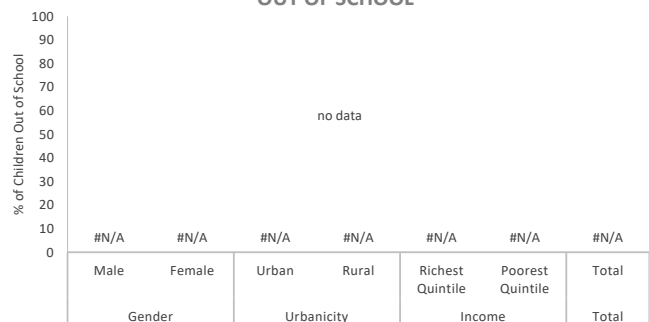 OUT OF SCHOOL
% of Children Out of School
100
90
80
70
60
50
40
30
20
10
0
no data
#N/A #N/A #N/A #N/A #N/A #N/A #N/A
Male Female Urban Rural Richest Quintile Poorest Quintile Total
Gender Urbanicity Income Total